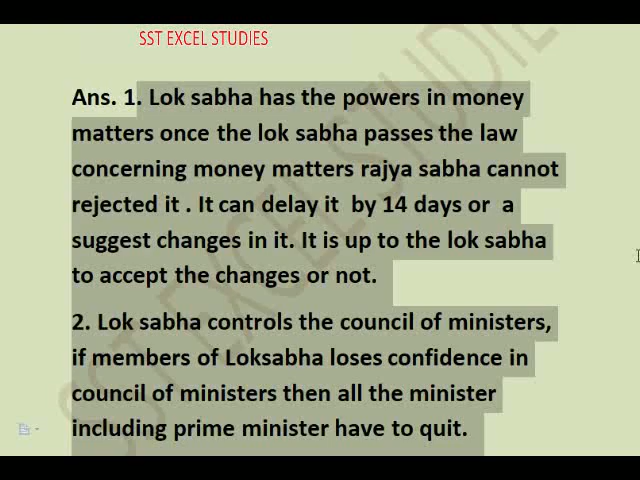 SST EXCEL STUDIES
Ans. 1. Lok sabha has the powers in money
matters once the lok sabha passes the law
concerning money matters rajya sabha cannot
rejected it . It can delay it  by 14 days or  a
suggest changes in it. It is up to the lok sabha
to accept the changes or not.
2. Lok sabha controls the council of ministers,
if members of Loksabha loses confidence in
council of ministers then all the minister
including prime minister have to quit.
SST EXCEL STUDIES